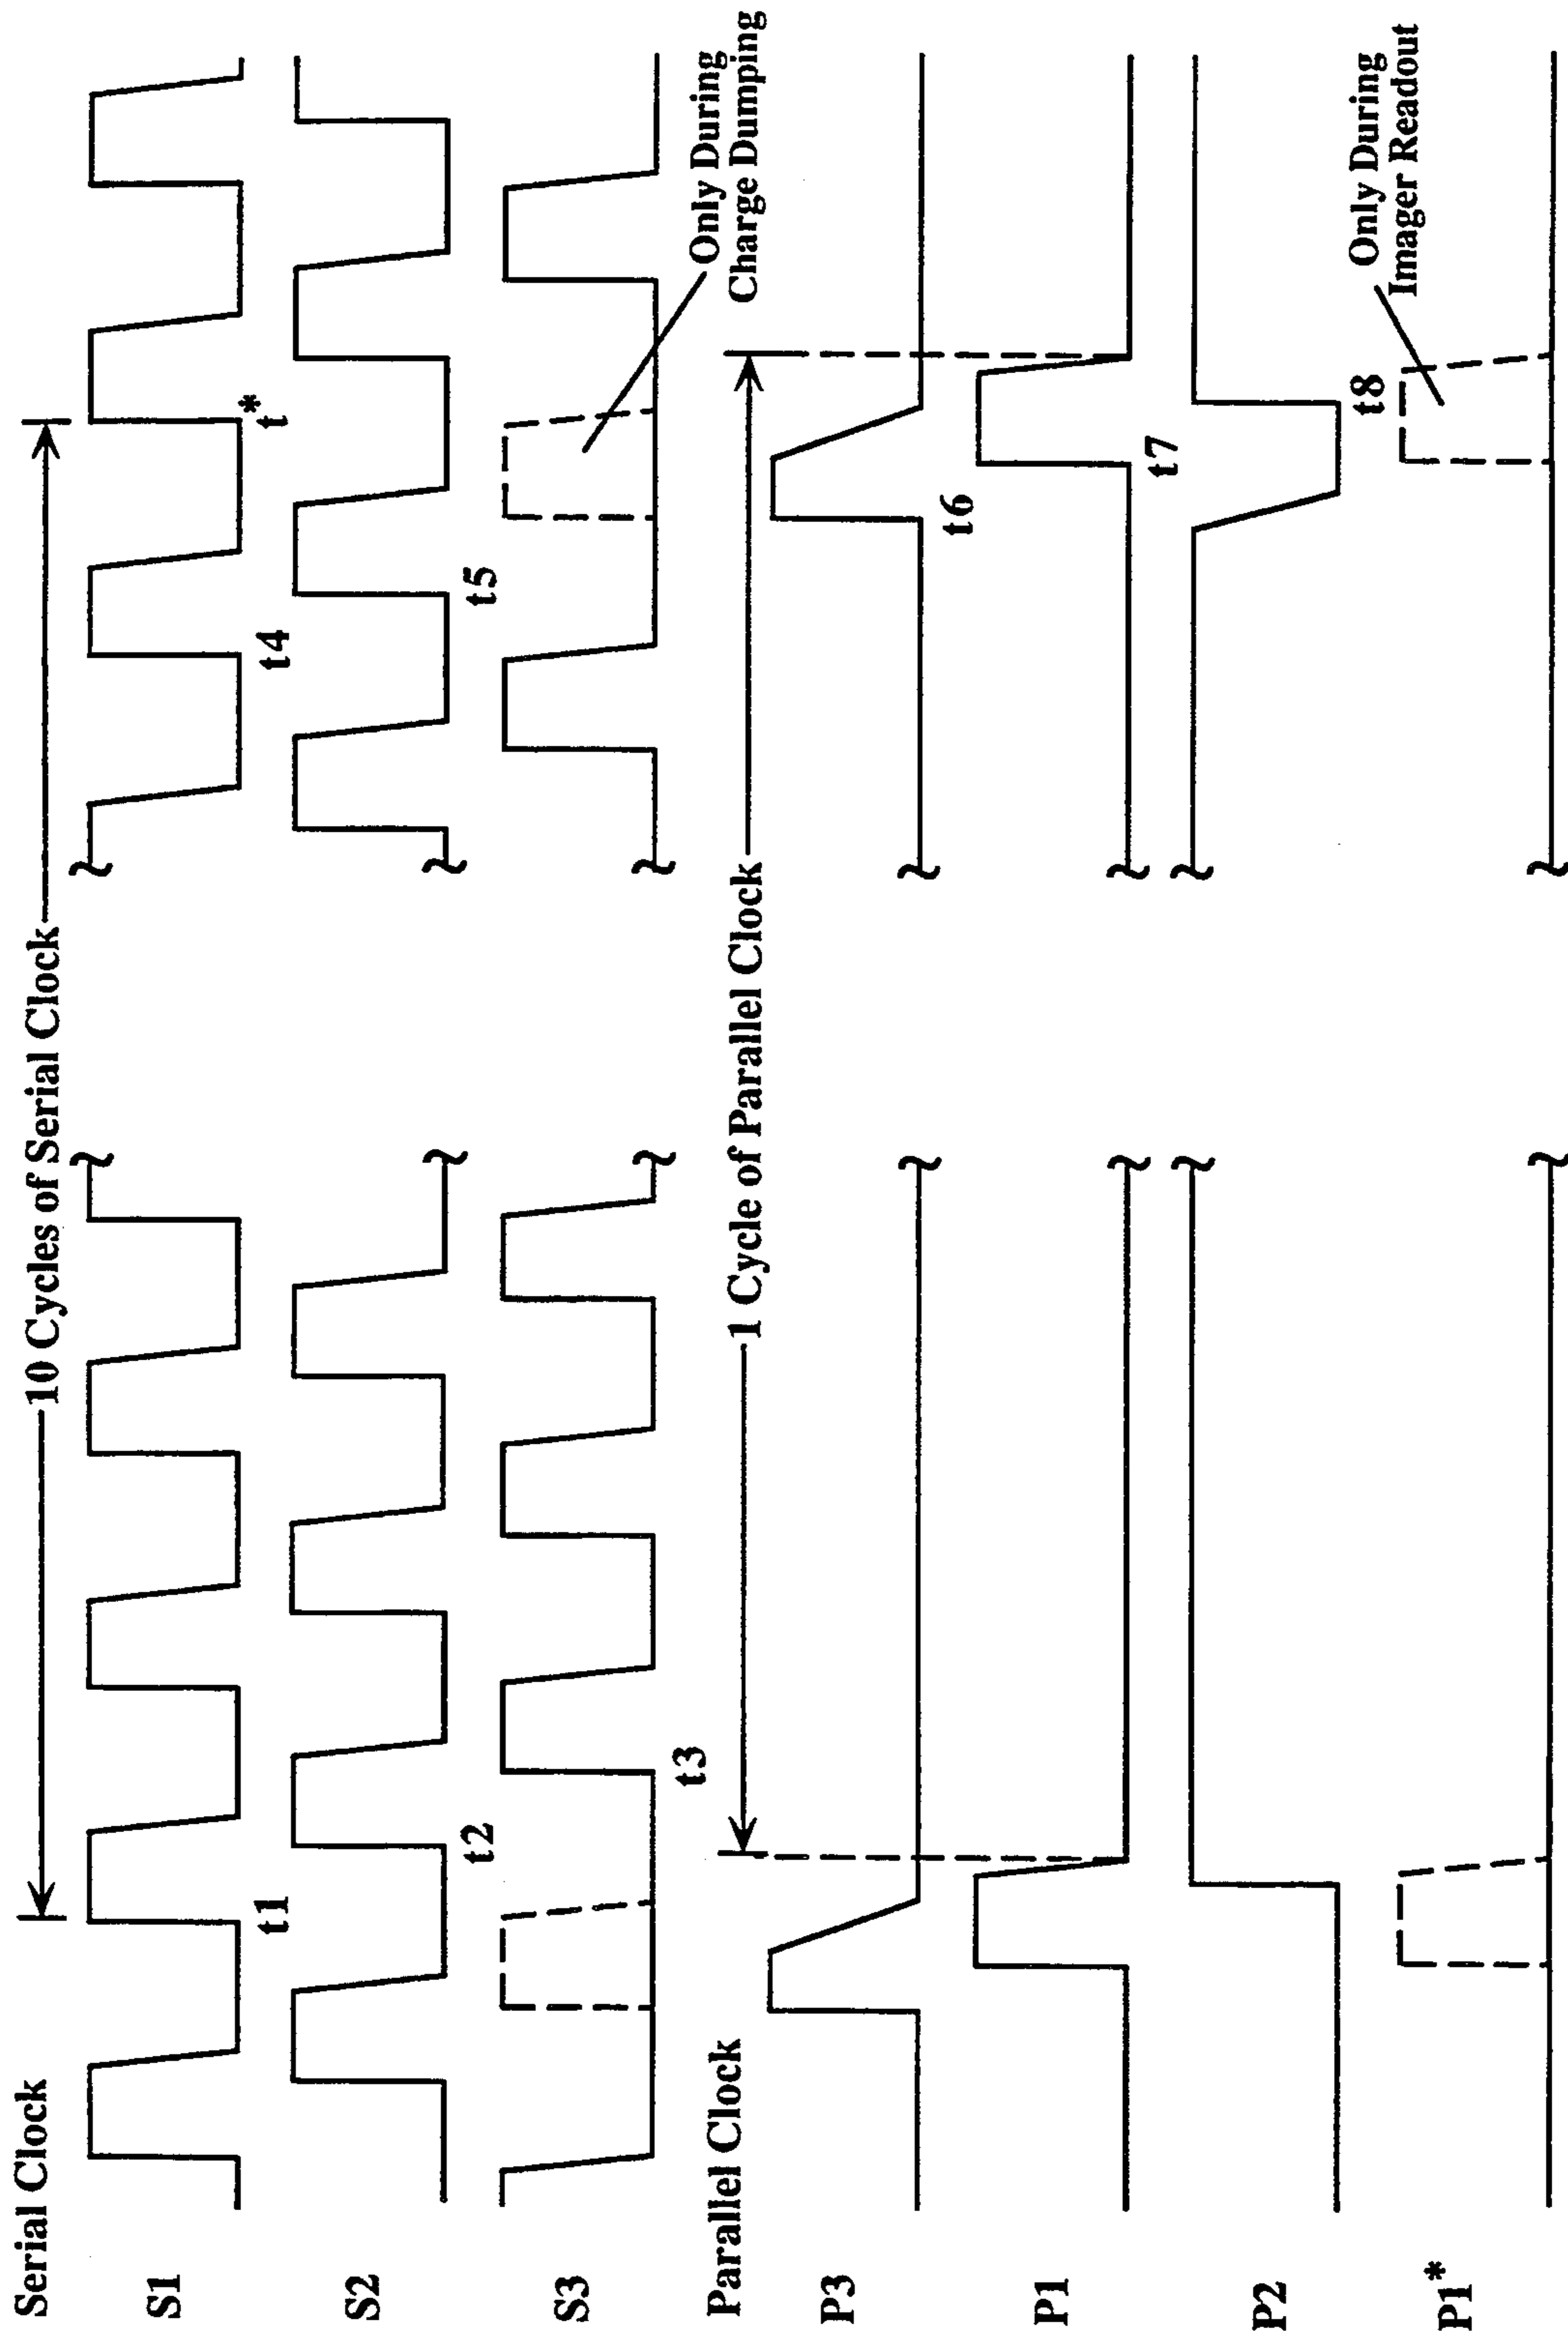 Serial Clock
10 Cycles of Serial Clock
S1
t1
t4
t*
S2
t2
t5
S3
t3
Only During
Charge Dumping
Parallel Clock
1 Cycle of Parallel Clock
P3
t6
P1
t7
P2
t8
Only During
Imager Readout
P1*